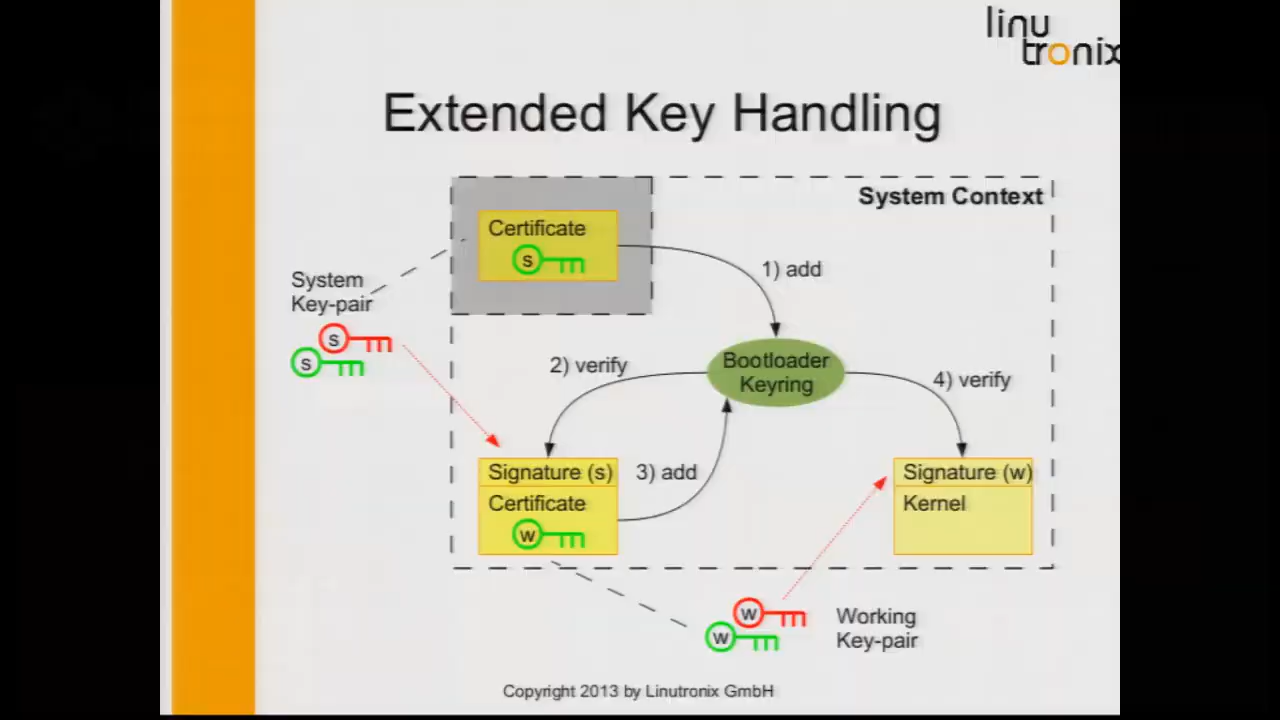 linu
tronix
Extended Key Handling
System Context
Certificate
s
1) add
System
Key-pair
s
s
2) verify
Bootloader
Keyring
4) verify
Signature (s)
3) add
Certificate
w
Signature (w)
Kernel
w
w
Working
Key-pair
Copyright 2013 by Linutronix GmbH